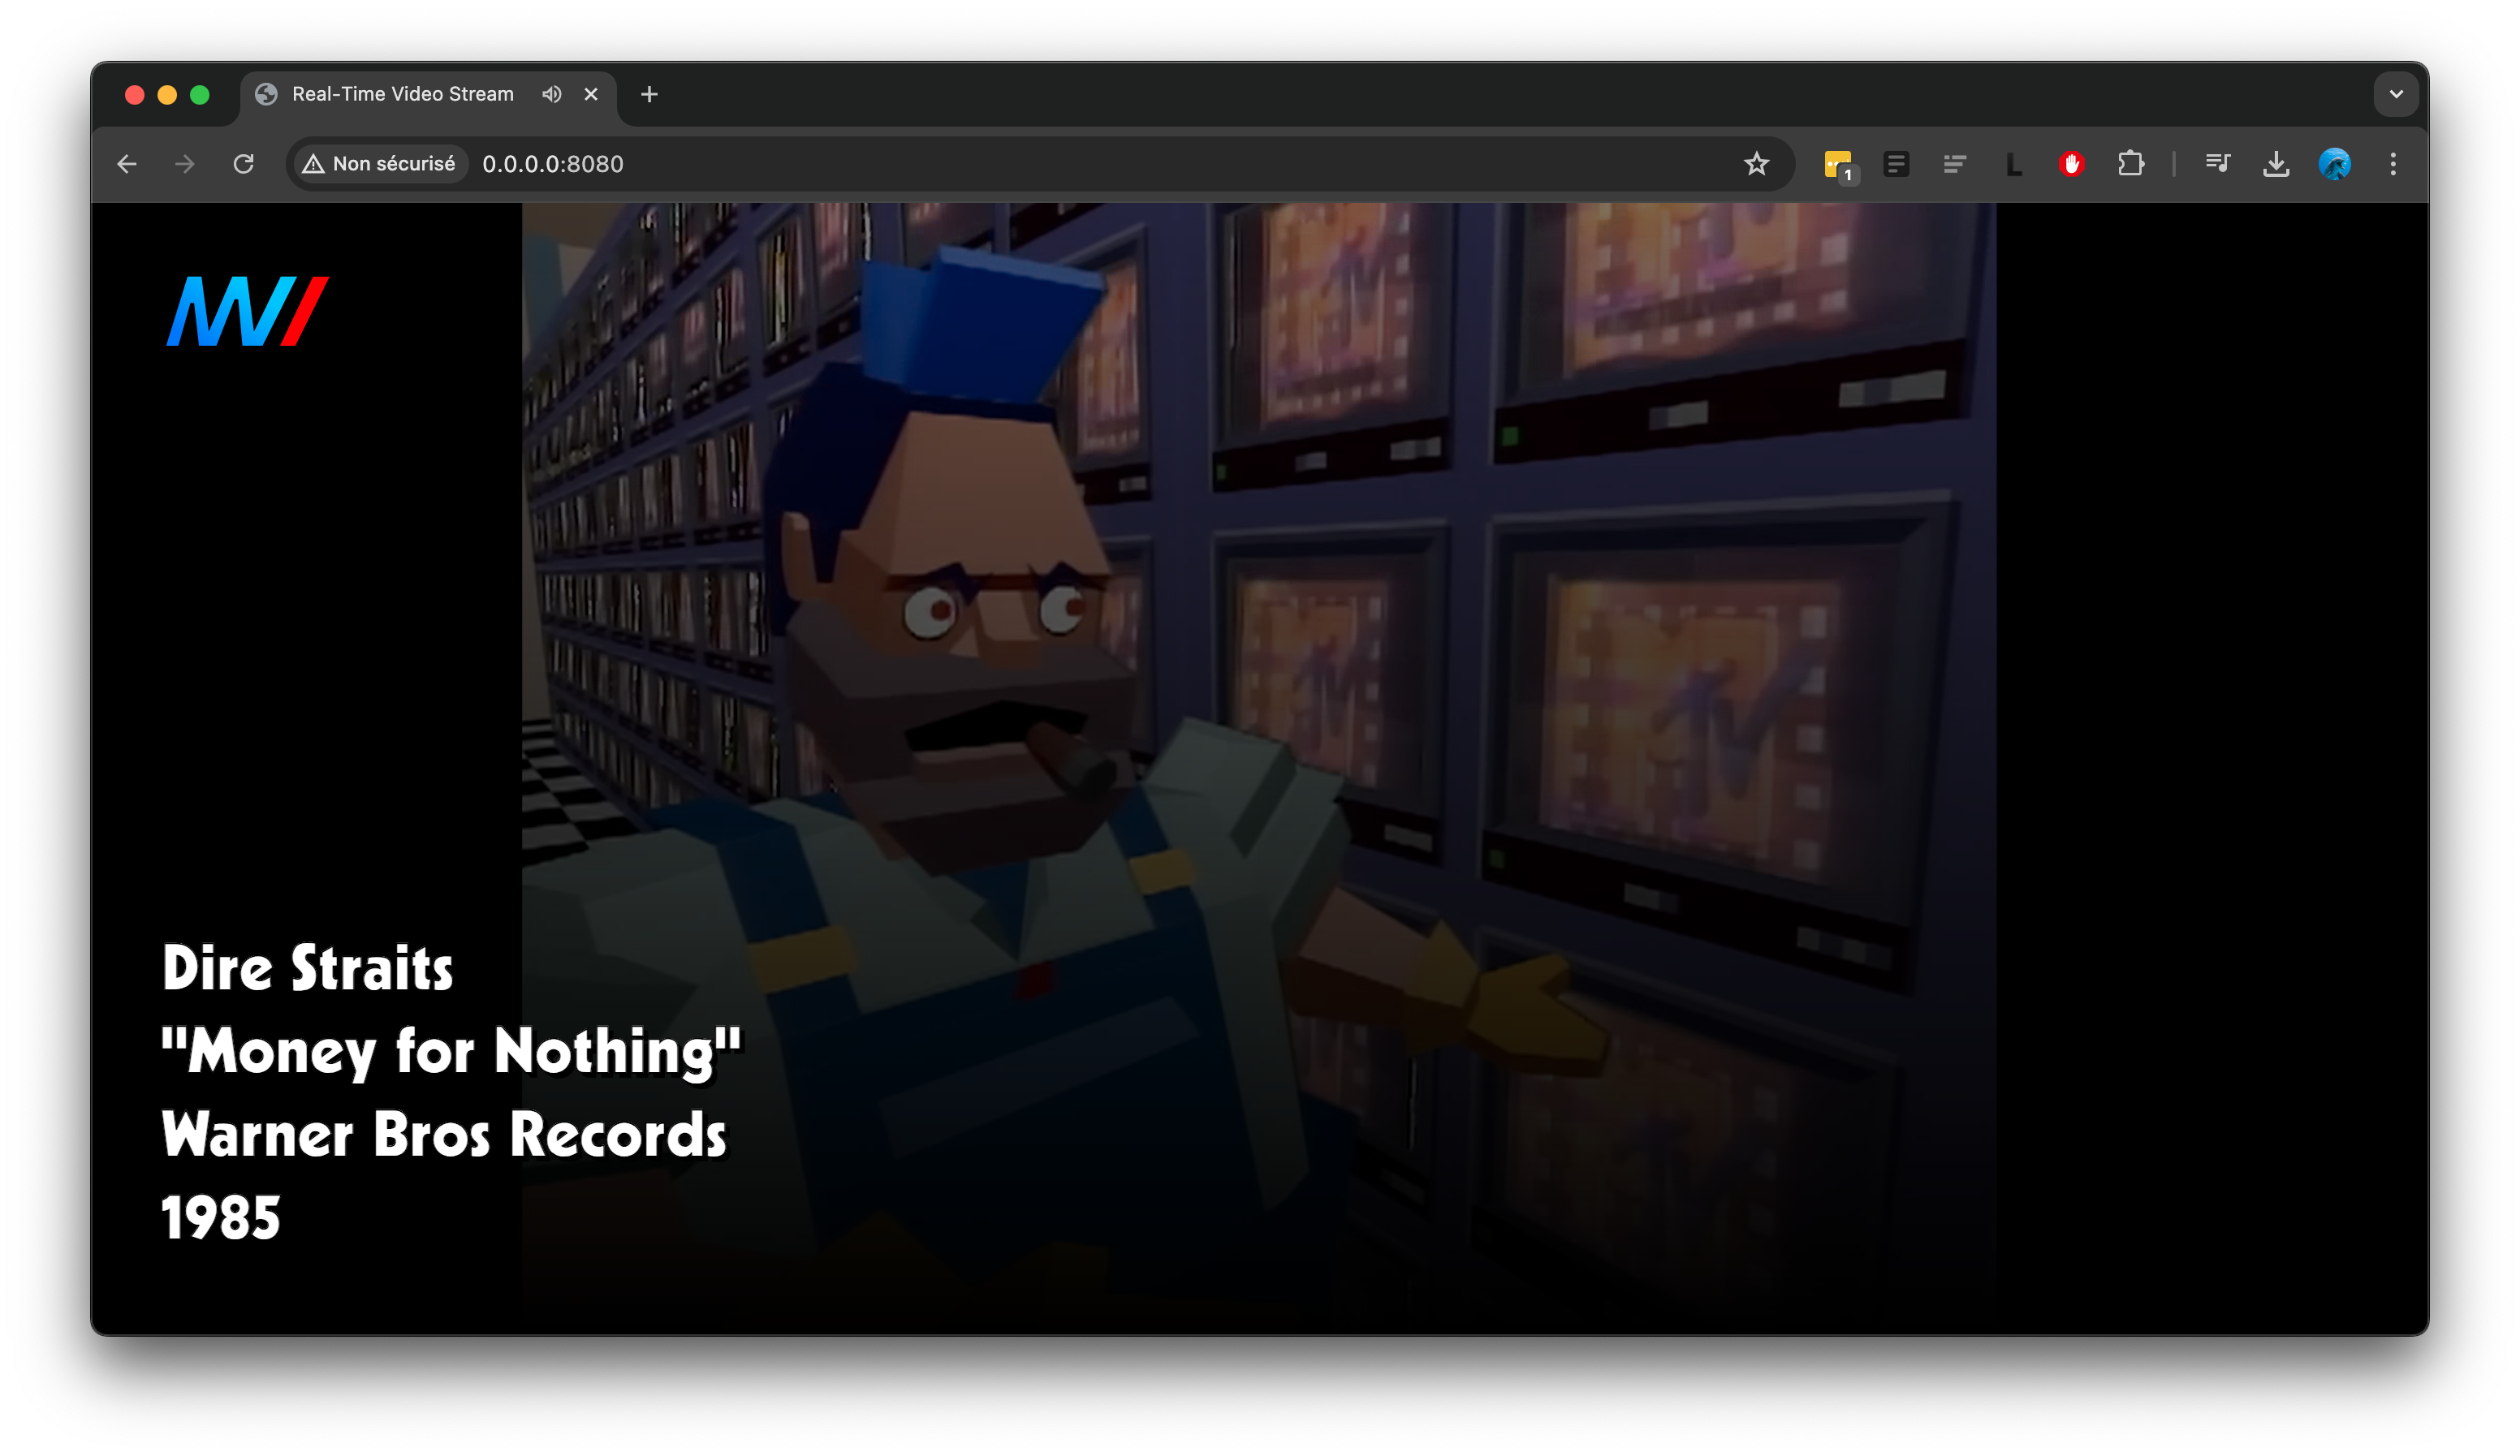 Real-Time Video Stream
Non sécurisé 0.0.0.0:8080
1
L
MV
Dire Straits
"Money for Nothing"
Warner Bros Records
1985